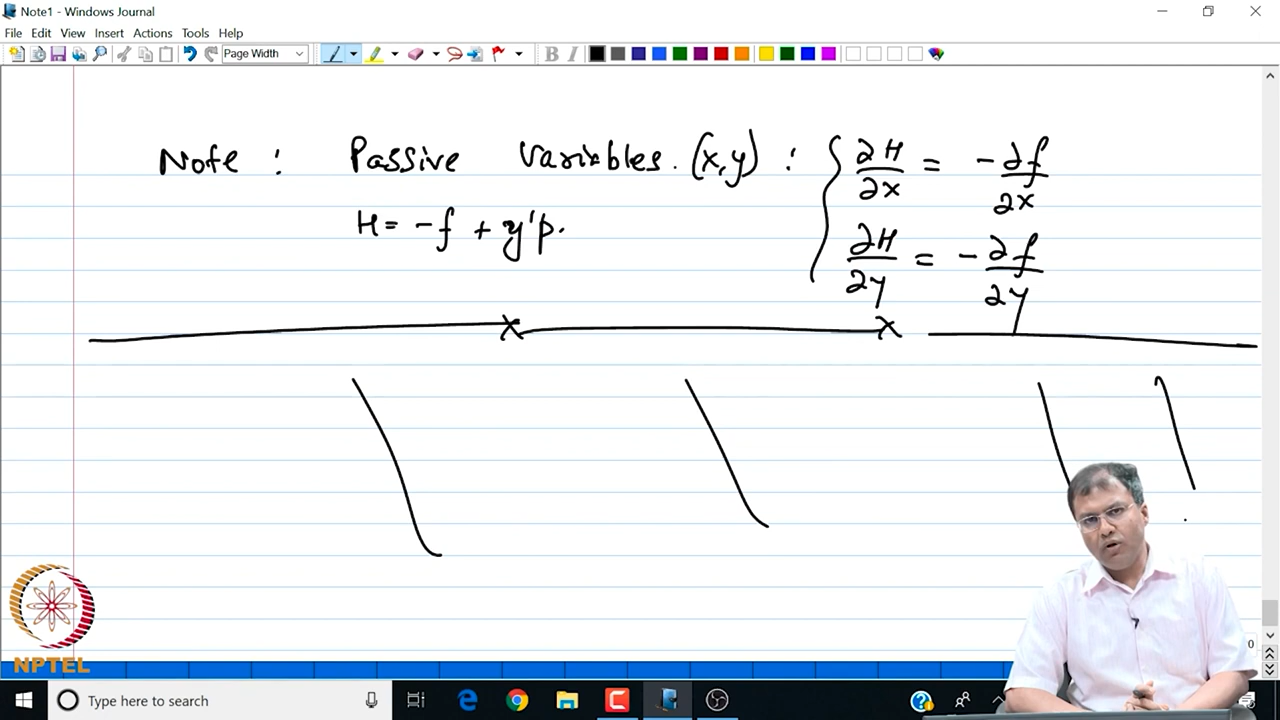 Note1 - Windows Journal
File Edit View Insert Actions Tools Help
Page Width B I
Note : Passive Variables. (x,y) : { ∂H/∂x = -∂f/∂x
H = -f + y'p.
∂H/∂y = -∂f/∂y
NPTEL
0
Type here to search